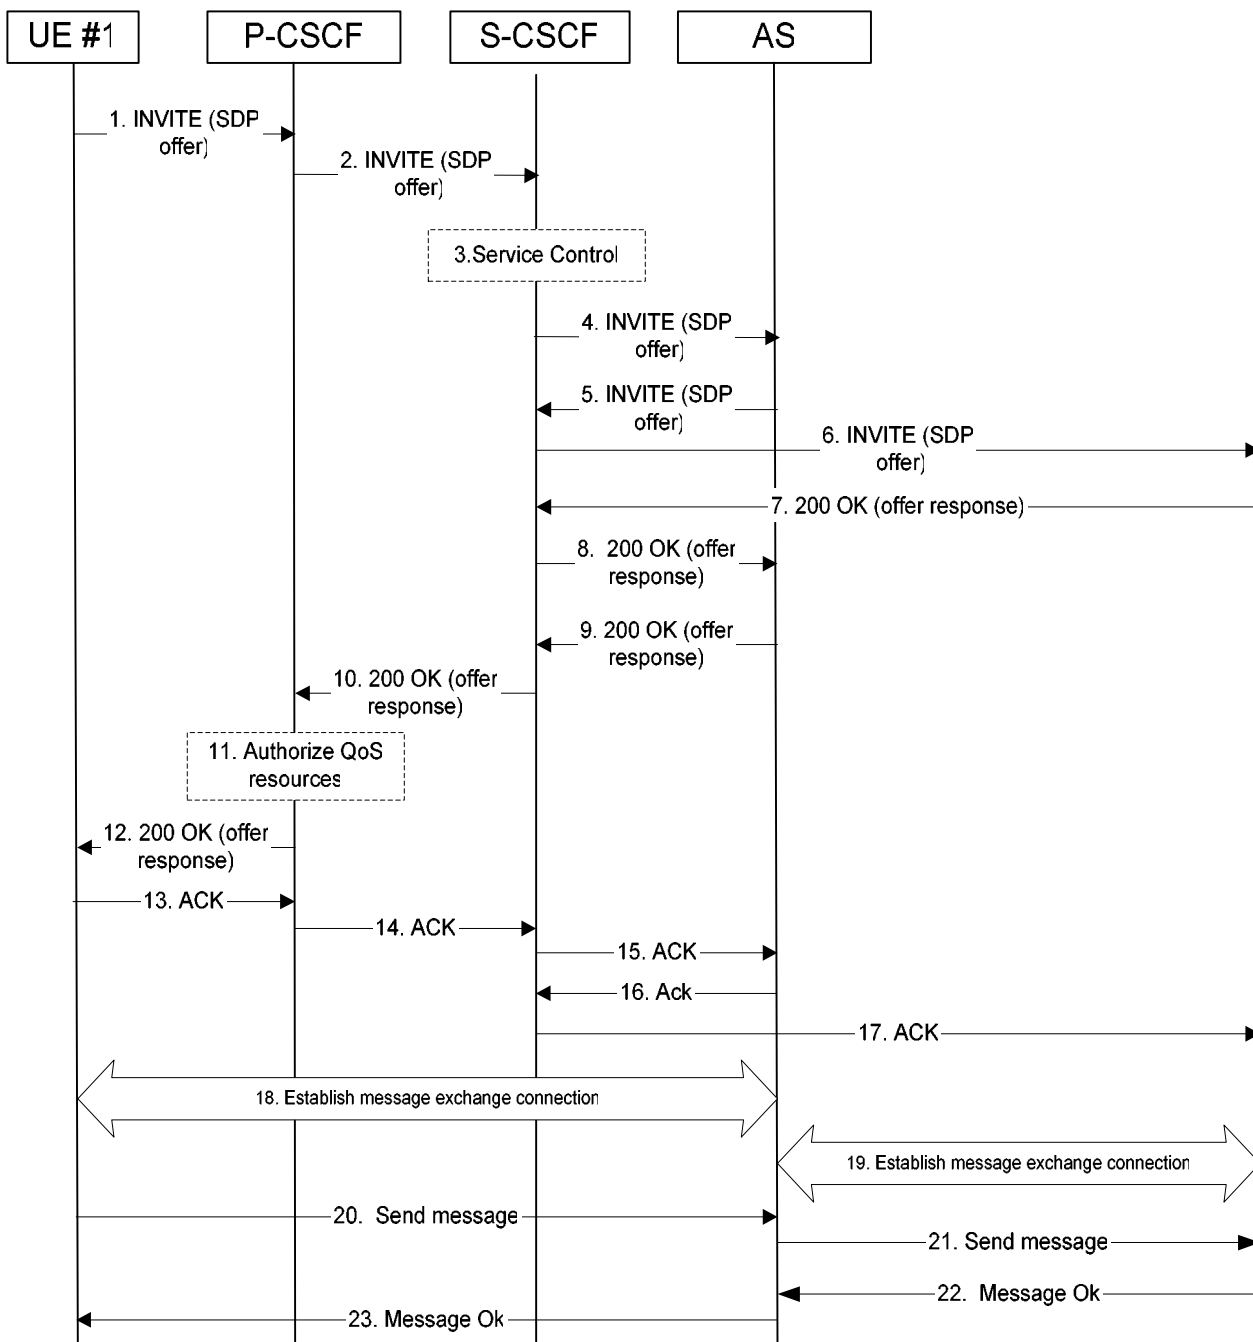 UE #1
P-CSCF
S-CSCF
AS
1. INVITE (SDP
offer)
2. INVITE (SDP
offer)
3.Service Control
4. INVITE (SDP
offer)
5. INVITE (SDP
offer)
6. INVITE (SDP
offer)
7. 200 OK (offer response)
8.  200 OK (offer
response)
9. 200 OK (offer
response)
10. 200 OK (offer
response)
11. Authorize QoS
resources
12. 200 OK (offer
response)
13. ACK
14. ACK
15. ACK
16. Ack
17. ACK
18. Establish message exchange connection
19. Establish message exchange connection
20.  Send message
21. Send message
22.  Message Ok
23. Message Ok